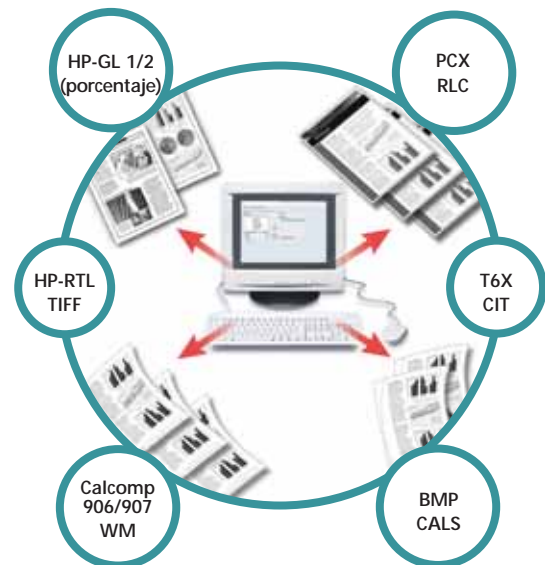 HP-GL 1/2
(porcentaje)
PCX
RLC
HP-RTL
TIFF
T6X
CIT
Calcomp
906/907
WM
BMP
CALS